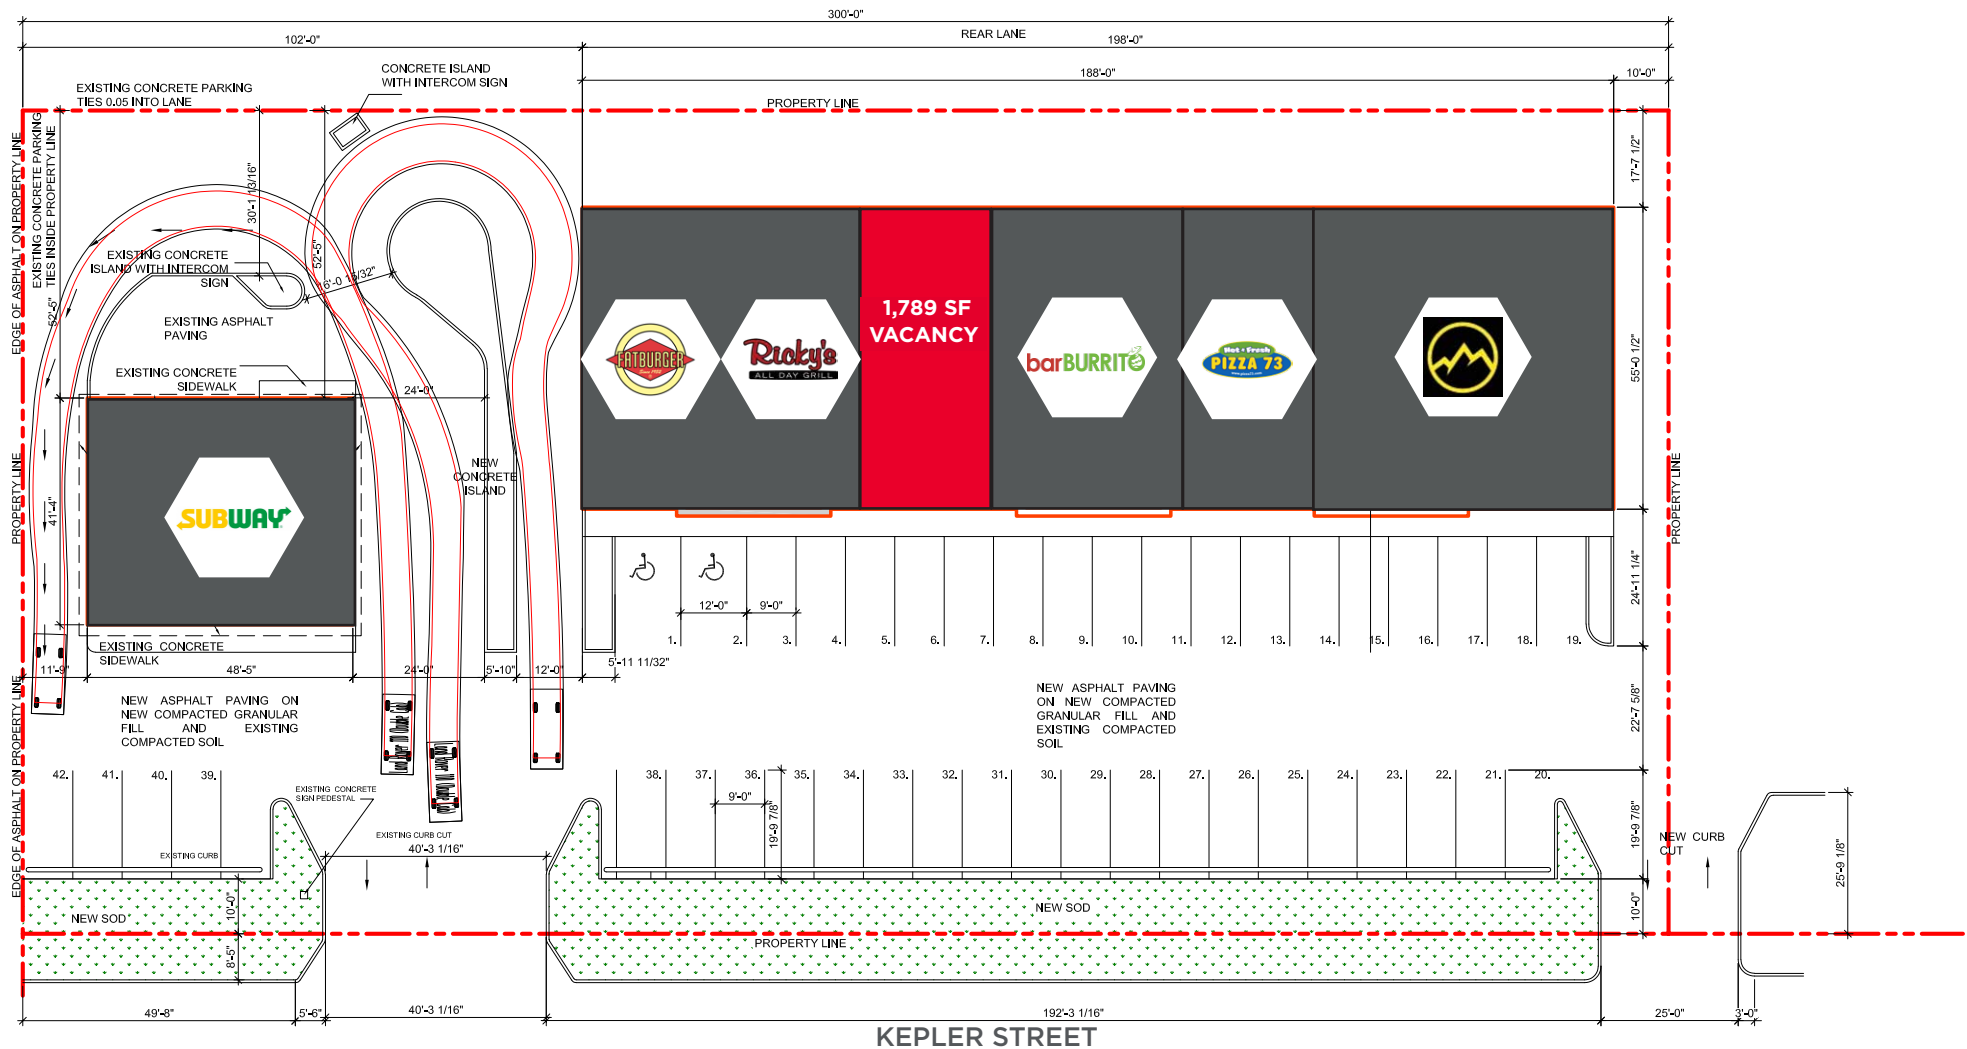 300'-0"
REAR LANE
102'-0"
198'-0"
188'-0"
10'-0"
CONCRETE ISLAND
WITH INTERCOM SIGN
EXISTING CONCRETE PARKING
TIES 0.05 INTO LANE
PROPERTY LINE
EDGE OF ASPHALT ON PROPERTY LINE
EXISTING CONCRETE PARKING
TIES INSIDE PROPERTY LINE
30'-1 13/16"
52'-5"
17'-7 1/2"
EXISTING CONCRETE
ISLAND WITH INTERCOM
SIGN
16'-0 15/32"
52'-5"
EXISTING ASPHALT
PAVING
EXISTING CONCRETE
SIDEWALK
24'-0"
FATBURGER
Ricky's
ALL DAY GRILL
1,789 SF
VACANCY
barBURRITO
Hot • Fresh
PIZZA 73
55'-0 1/2"
PROPERTY LINE
41'-4"
SUBWAY
NEW
CONCRETE
ISLAND
PROPERTY LINE
12'-0"
9'-0"
24'-11 1/4"
1.
2.
3.
4.
5.
6.
7.
8.
9.
10.
11.
12.
13.
14.
15.
16.
17.
18.
19.
EXISTING CONCRETE
SIDEWALK
11'-9"
48'-5"
24'-0"
5'-10"
12'-0"
5'-11 11/32"
EDGE OF ASPHALT ON PROPERTY LINE
NEW ASPHALT PAVING ON
NEW COMPACTED GRANULAR
FILL AND EXISTING
COMPACTED SOIL
NEW ASPHALT PAVING
ON NEW COMPACTED
GRANULAR FILL AND
EXISTING COMPACTED
SOIL
22'-7 5/8"
42.
41.
40.
39.
38.
37.
36.
35.
34.
33.
32.
31.
30.
29.
28.
27.
26.
25.
24.
23.
22.
21.
20.
EXISTING CONCRETE
SIGN PEDESTAL
9'-0"
19'-9 7/8"
19'-9 7/8"
EXISTING CURB CUT
40'-3 1/16"
EXISTING CURB
NEW CURB
CUT
25'-9 1/8"
10'-0"
NEW SOD
NEW SOD
10'-0"
PROPERTY LINE
8'-5"
49'-8"
5'-6"
40'-3 1/16"
192'-3 1/16"
25'-0"
3'-0"
KEPLER STREET